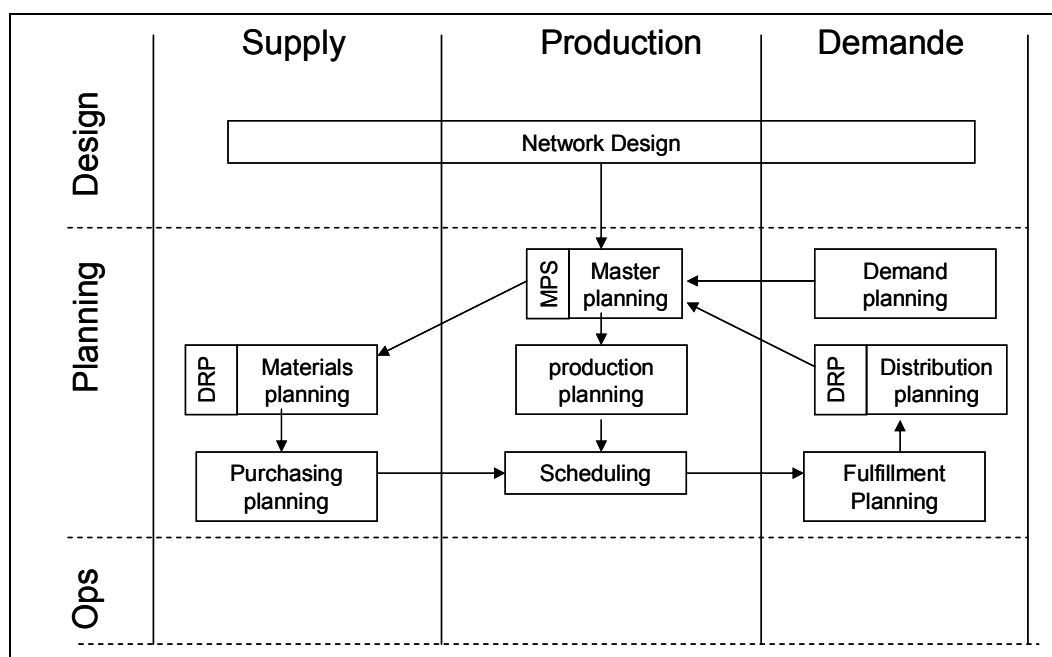 Supply
Production
Demande
Design
Network Design
Planning
MPS
Master
planning
Demand
planning
DRP
Materials
planning
production
planning
DRP
Distribution
planning
Purchasing
planning
Scheduling
Fulfillment
Planning
Ops